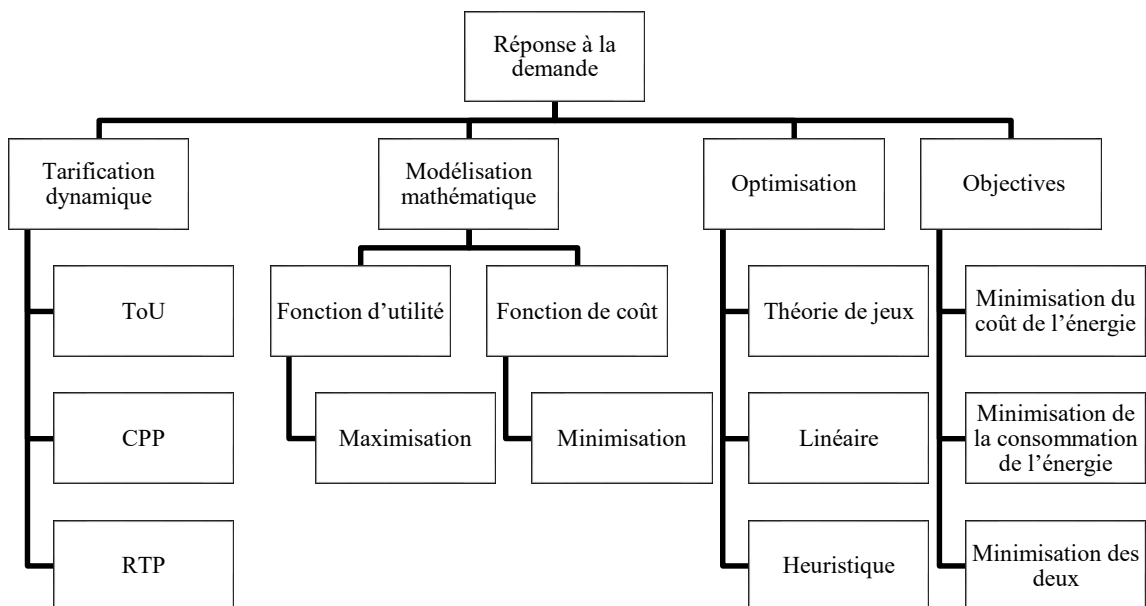 Réponse à la
demande
Tarification
dynamique
Modélisation
mathématique
Optimisation
Objectives
ToU
CPP
RTP
Fonction d’utilité
Maximisation
Fonction de coût
Minimisation
Théorie de jeux
Linéaire
Heuristique
Minimisation du
coût de l’énergie
Minimisation de
la consommation
de l’énergie
Minimisation des
deux